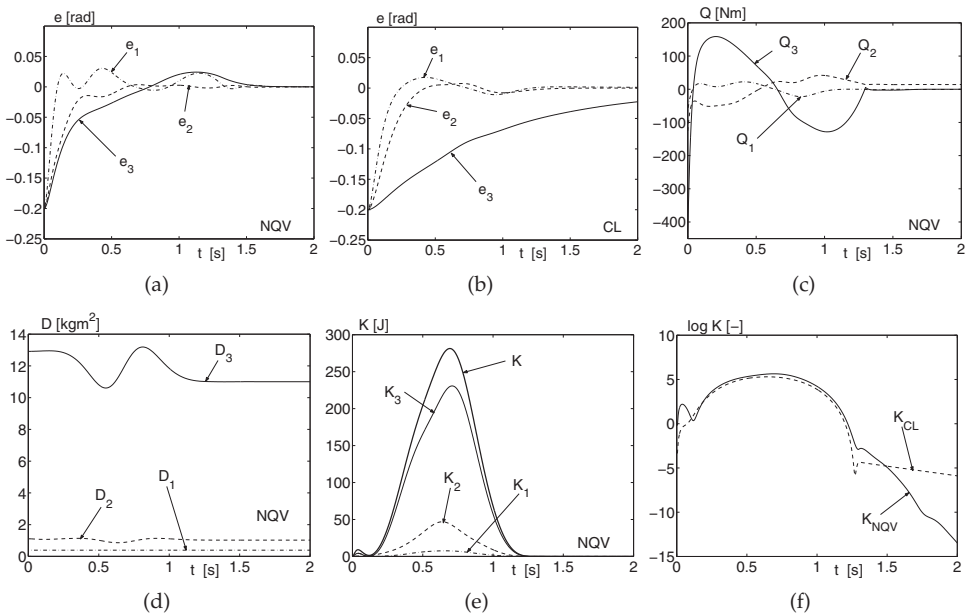 e [rad]
0.05
0
−0.05
−0.1
−0.15
−0.2
−0.25
e1
e2
e3
NQV
0 0.5 1 1.5 2
t [s]
(a)
e [rad]
0.05
0
−0.05
−0.1
−0.15
−0.2
−0.25
e1
e2
e3
CL
0 0.5 1 1.5 2
t [s]
(b)
Q [Nm]
200
100
0
−100
−200
−300
−400
Q3
Q2
Q1
NQV
0 0.5 1 1.5 2
t [s]
(c)
D [kgm2]
14
12
10
8
6
4
2
0
D3
D2
D1
NQV
0 0.5 1 1.5 2
t [s]
(d)
K [J]
300
250
200
150
100
50
0
K
K3
K2
K1
NQV
0 0.5 1 1.5 2
t [s]
(e)
log K [−]
10
5
0
−5
−10
−15
KCL
KNQV
0 0.5 1 1.5 2
t [s]
(f)